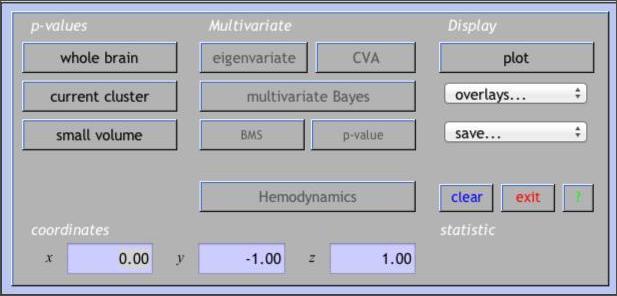 p-values Multivariate Display
whole brain eigenvariate CVA plot
current cluster multivariate Bayes overlays...
small volume BMS p-value save...
Hemodynamics clear exit ?
coordinates statistic
x 0.00 y -1.00 z 1.00